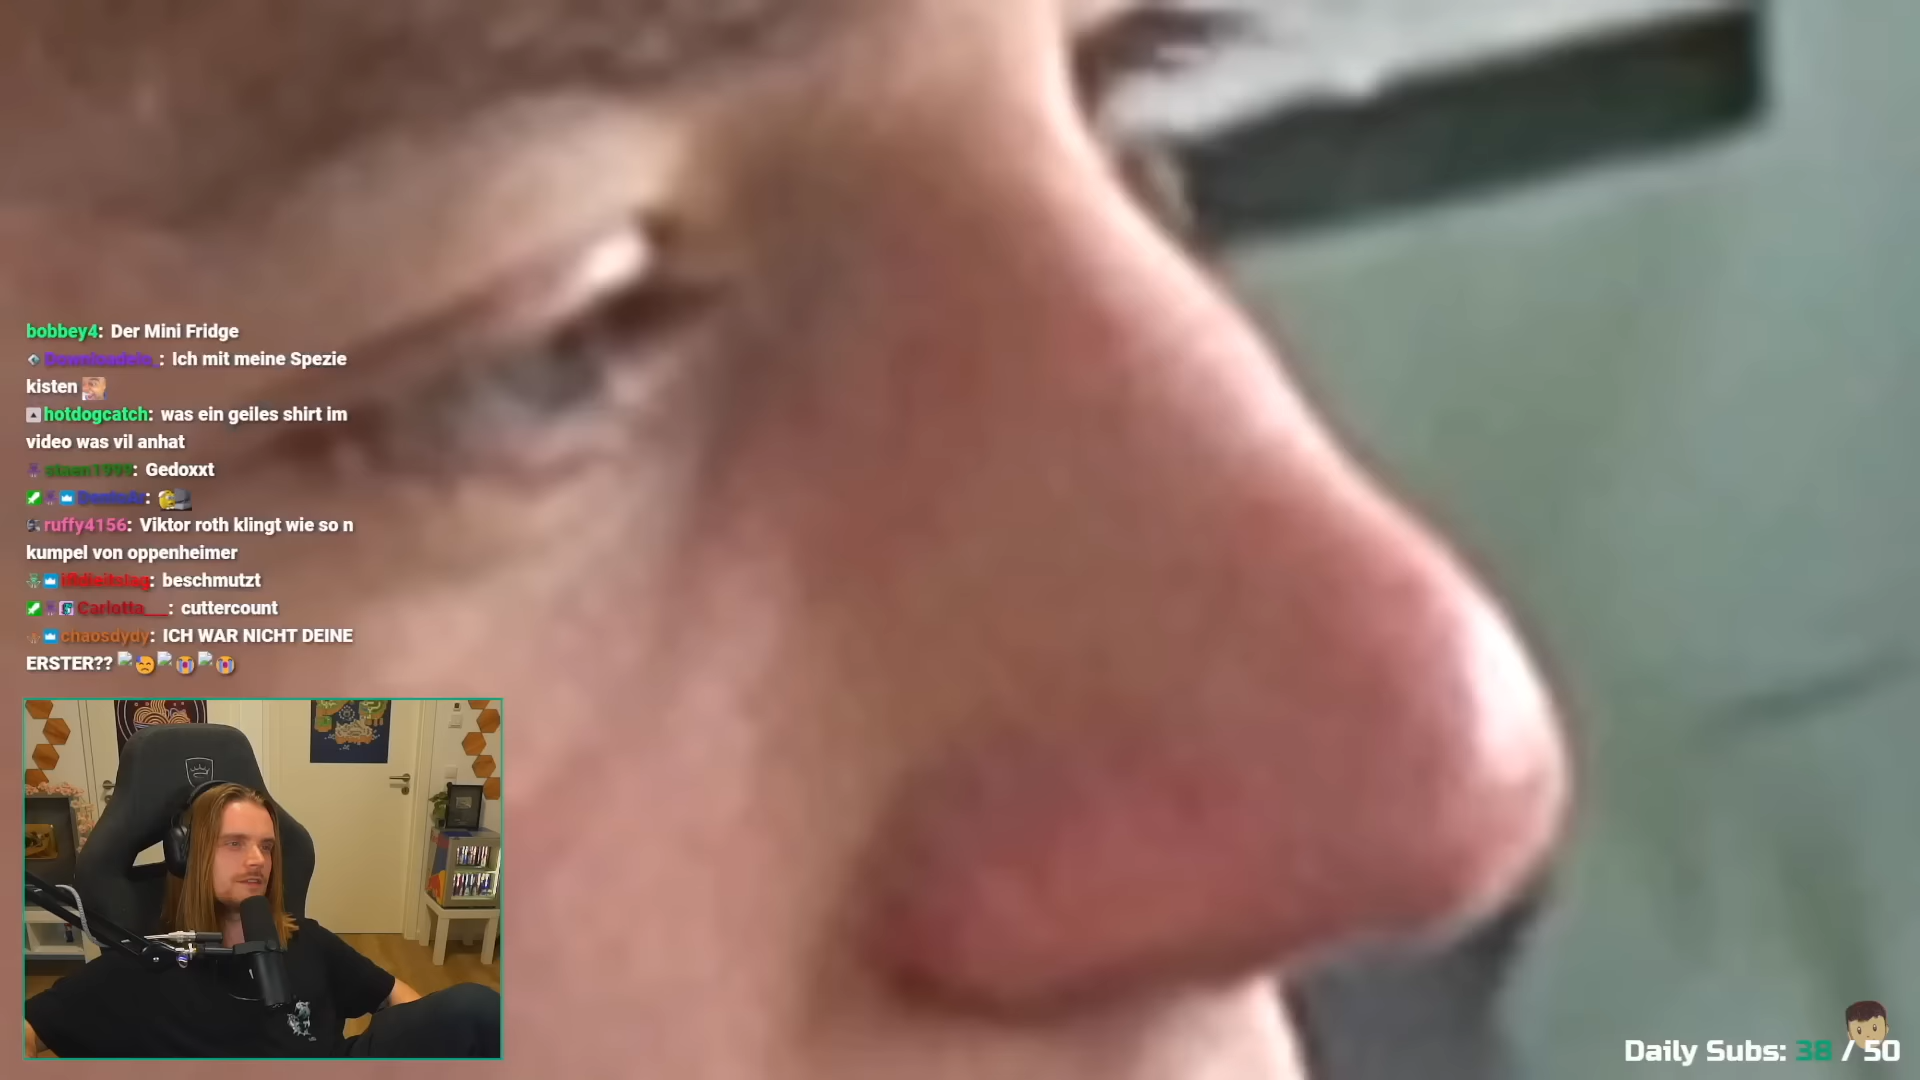 bobbey4: Der Mini Fridge
: Ich mit meine Spezie
kisten
hotdogcatch: was ein geiles shirt im
video was vil anhat
: Gedoxxt
:
ruffy4156: Viktor roth klingt wie so n
kumpel von oppenheimer
: beschmutzt
Carlotta___: cuttercount
chaosdydy: ICH WAR NICHT DEINE
ERSTER??
Daily Subs: 38 / 50